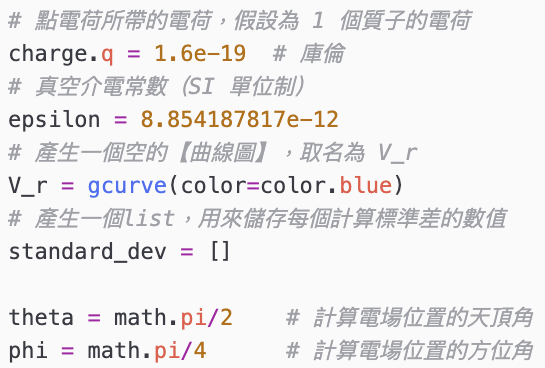 # 點電荷所帶的電荷，假設為 1 個質子的電荷
charge.q = 1.6e-19  # 庫倫
# 真空介電常數（SI 單位制）
epsilon = 8.854187817e-12
# 產生一個空的【曲線圖】，取名為 V_r
V_r = gcurve(color=color.blue)
# 產生一個list，用來儲存每個計算標準差的數值
standard_dev = []
theta = math.pi/2    # 計算電場位置的天頂角
phi = math.pi/4      # 計算電場位置的方位角